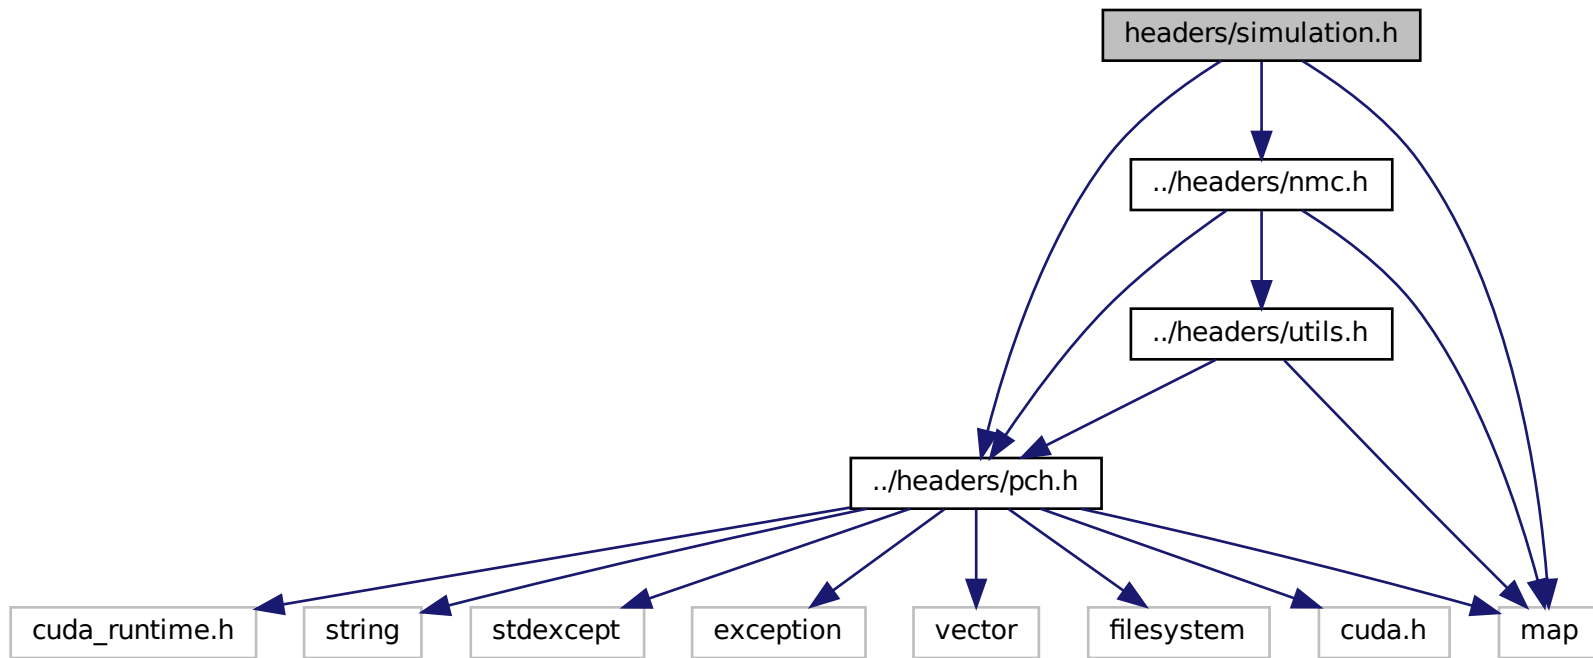 headers/simulation.h
../headers/nmc.h
../headers/utils.h
../headers/pch.h
cuda_runtime.h
string
stdexcept
exception
vector
filesystem
cuda.h
map